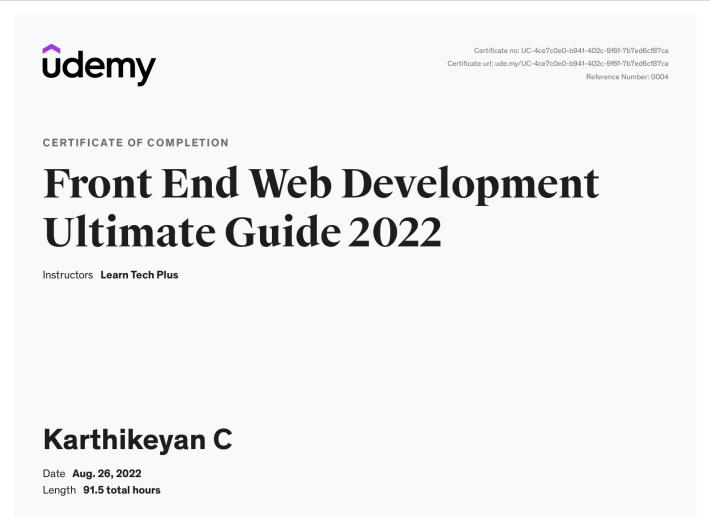 udemy
Certificate no: UC-4ce7c0e0-b941-402c-9f6f-7b7ed6cf87ca
Certificate url: ude.my/UC-4ce7c0e0-b941-402c-9f6f-7b7ed6cf87ca
Reference Number: 0004
CERTIFICATE OF COMPLETION
Front End Web Development
Ultimate Guide 2022
Instructors Learn Tech Plus
Karthikeyan C
Date Aug. 26, 2022
Length 91.5 total hours